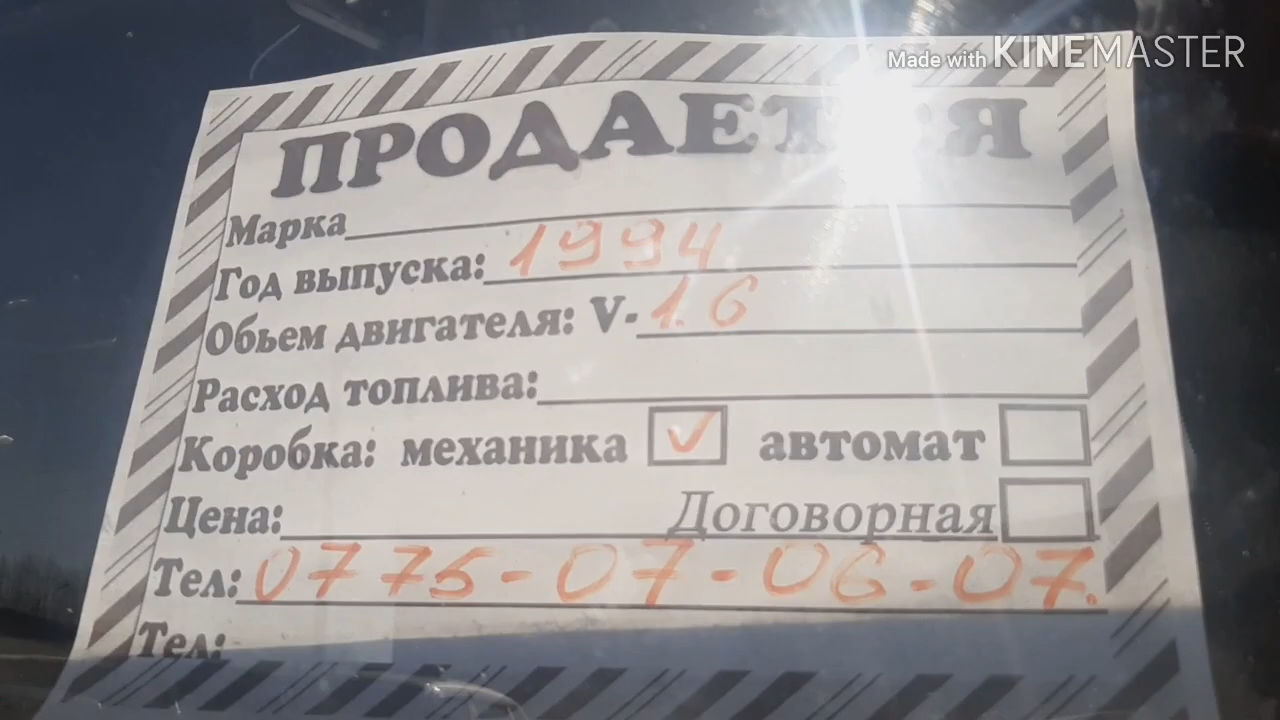 Made with KINEMASTER
ПРОДАЕТСЯ
Марка
Год выпуска: 1994
Обьем двигателя: V- 1.6
Расход топлива:
Коробка: механика ✓ автомат
Цена: Договорная
Тел: 0775-07-06-07.
Тел: